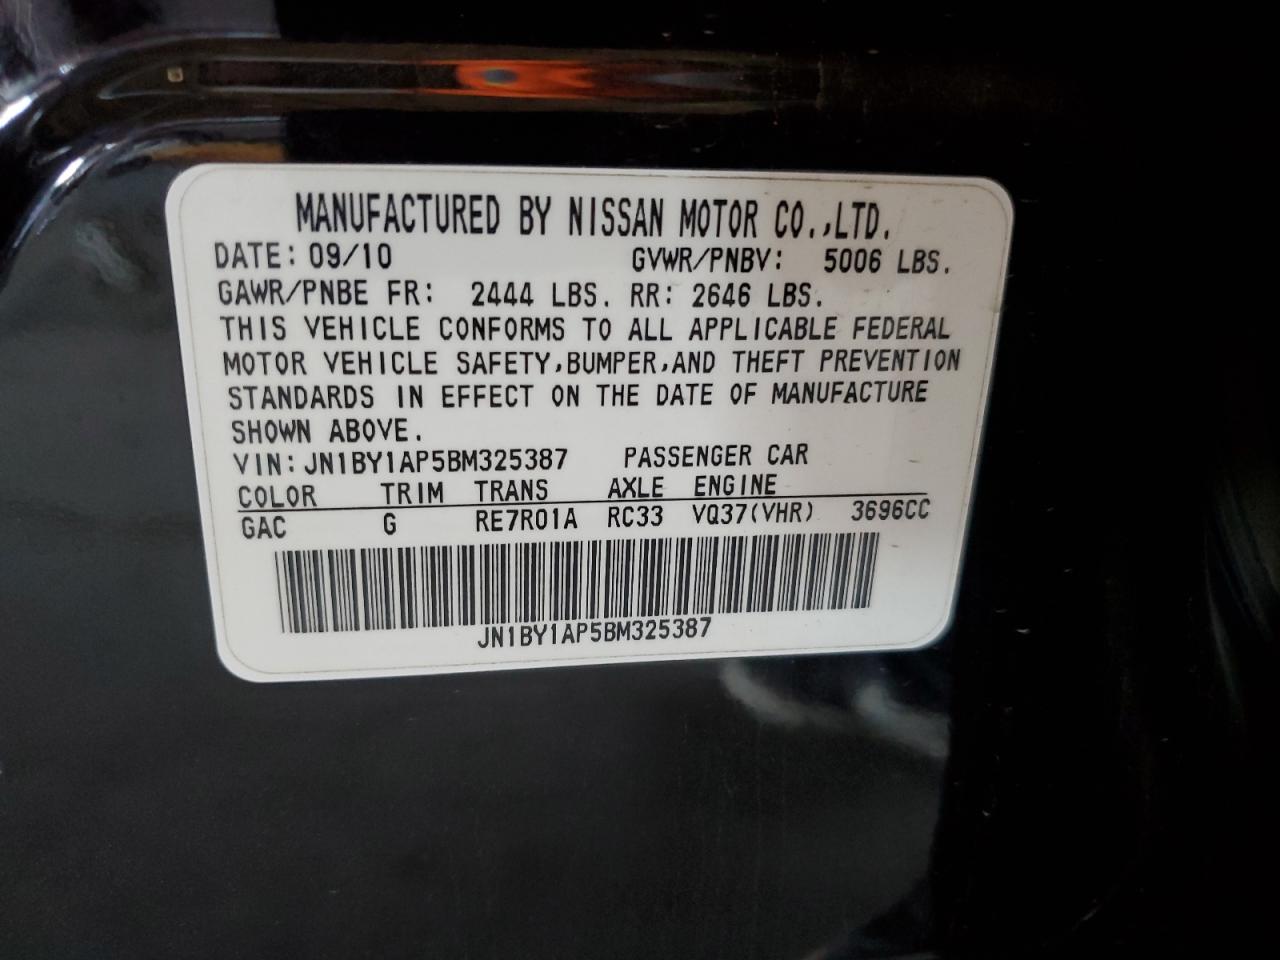 MANUFACTURED BY NISSAN MOTOR CO.,LTD.
DATE: 09/10 GVWR/PNBV: 5006 LBS.
GAWR/PNBE FR: 2444 LBS. RR: 2646 LBS.
THIS VEHICLE CONFORMS TO ALL APPLICABLE FEDERAL
MOTOR VEHICLE SAFETY,BUMPER,AND THEFT PREVENTION
STANDARDS IN EFFECT ON THE DATE OF MANUFACTURE
SHOWN ABOVE.
VIN: JN1BY1AP5BM325387 PASSENGER CAR
COLOR TRIM TRANS AXLE ENGINE
GAC G RE7R01A RC33 VQ37(VHR) 3696CC
JN1BY1AP5BM325387